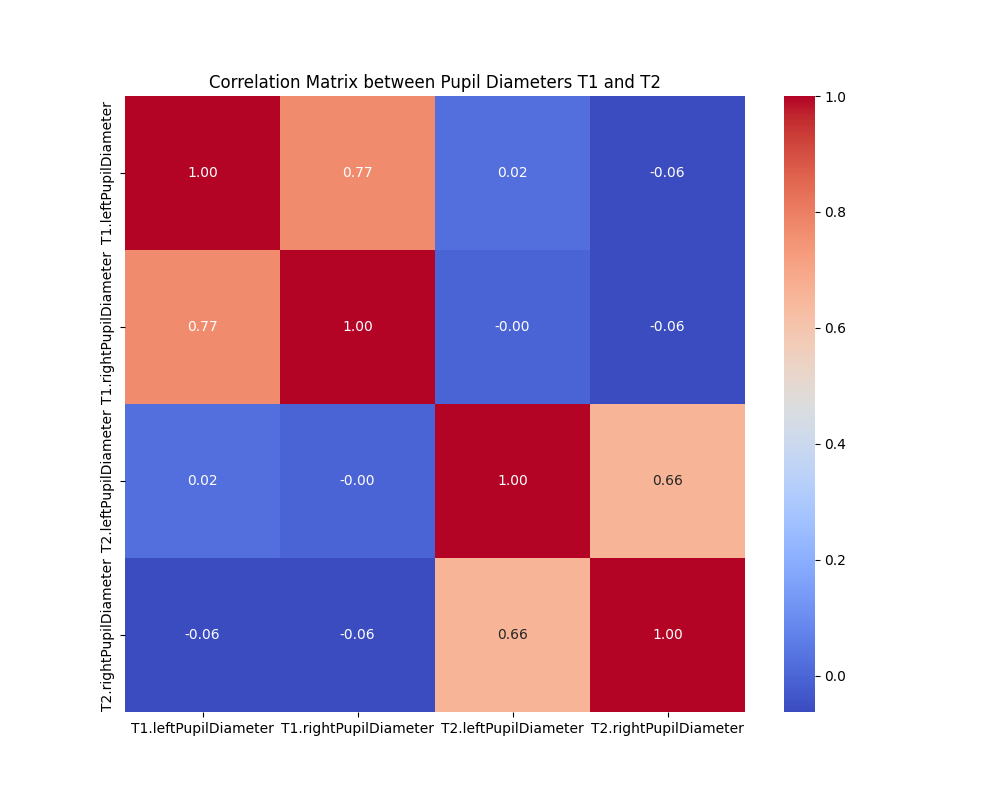 Correlation Matrix between Pupil Diameters T1 and T2
T1.leftPupilDiameter
1.00 0.77 0.02 -0.06
T1.rightPupilDiameter
0.77 1.00 -0.00 -0.06
T2.leftPupilDiameter
0.02 -0.00 1.00 0.66
T2.rightPupilDiameter
-0.06 -0.06 0.66 1.00
T1.leftPupilDiameter T1.rightPupilDiameter T2.leftPupilDiameter T2.rightPupilDiameter
1.0
0.8
0.6
0.4
0.2
0.0